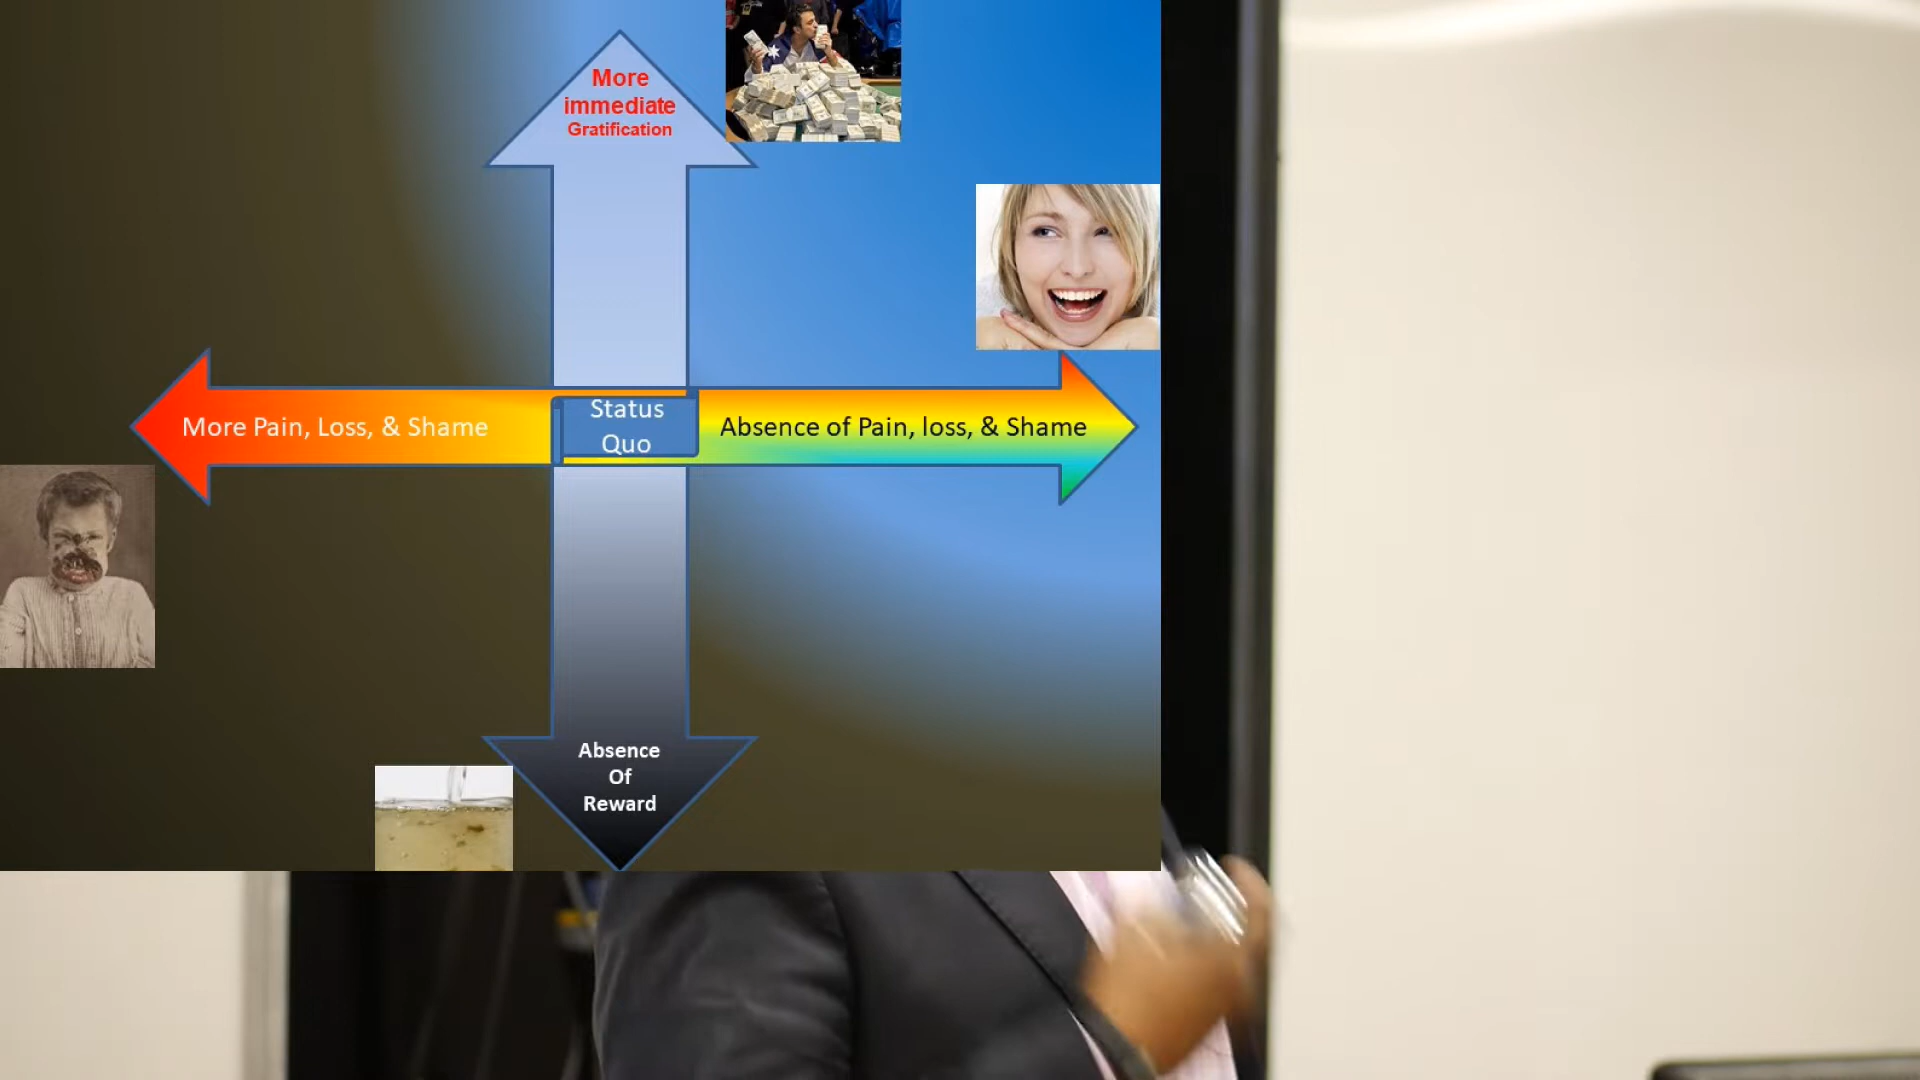 More
immediate
Gratification
More Pain, Loss, & Shame
Status
Quo
Absence of Pain, loss, & Shame
Absence
Of
Reward